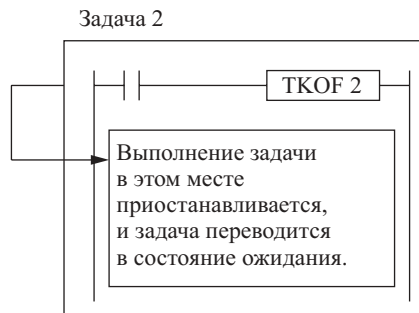 Задача 2
TKOF 2
Выполнение задачи
в этом месте
приостанавливается,
и задача переводится
в состояние ожидания.